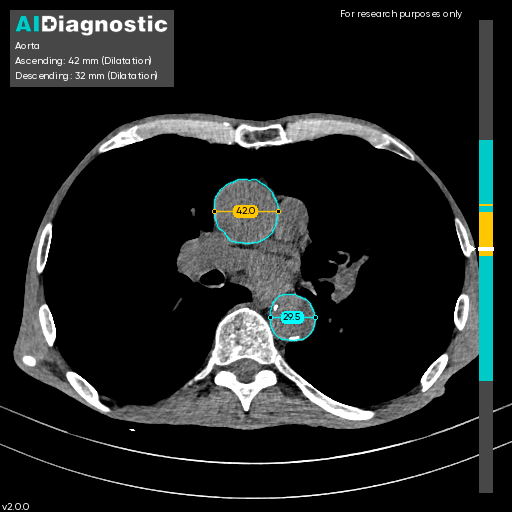 AIDiagnostic
For research purposes only
Aorta
Ascending: 42 mm (Dilatation)
Descending: 32 mm (Dilatation)
42.0
29.5
v2.0.0